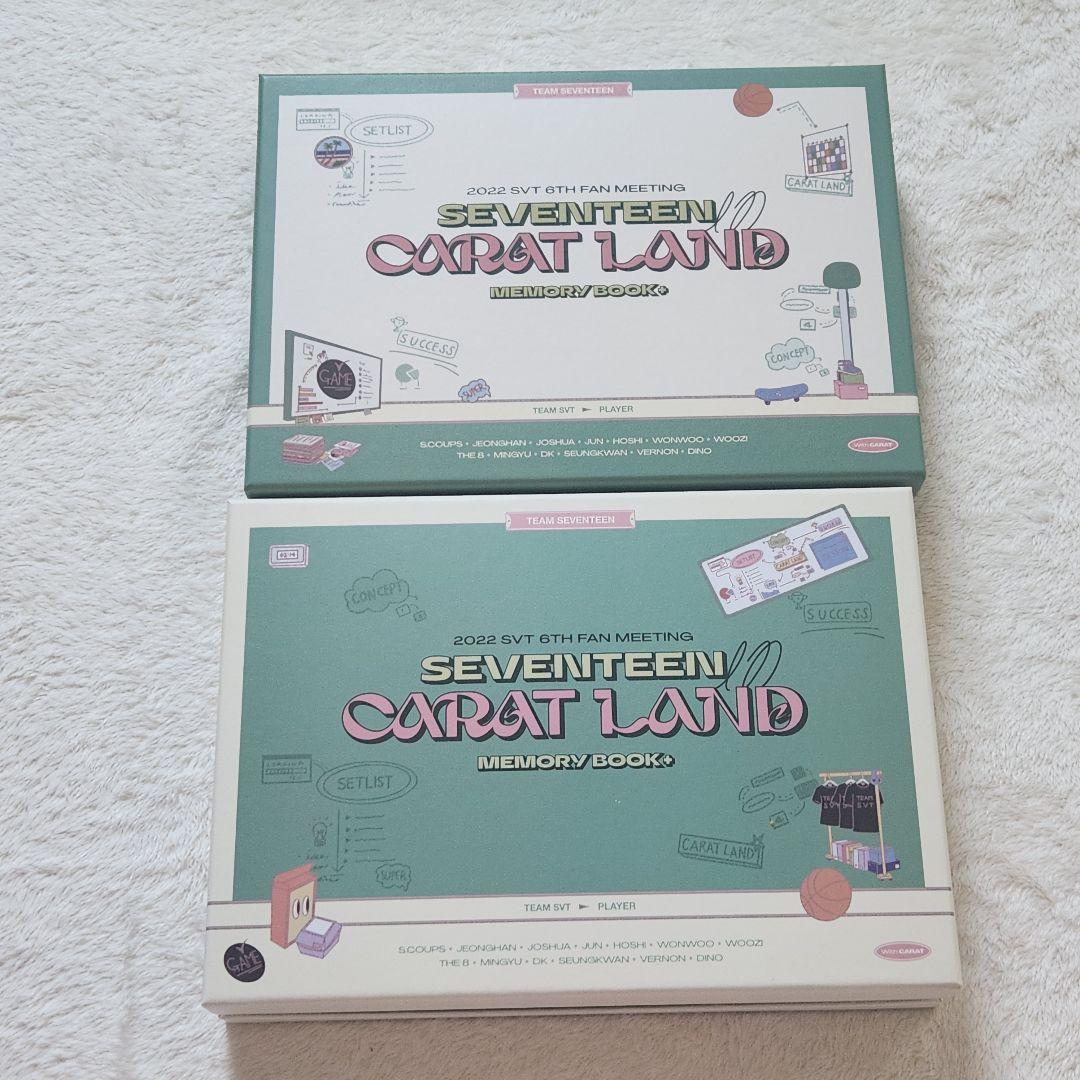 TEAM SEVENTEEN
SETLIST
CARAT LAND
2022 SVT 6TH FAN MEETING
SEVENTEEN
CARAT LAND
MEMORY BOOK+
SUCCESS
CONCEPT
GAME
SUPER
TEAM SVT ► PLAYER
S.COUPS • JEONGHAN • JOSHUA • JUN • HOSHI • WONWOO • WOOZI
THE 8 • MINGYU • DK • SEUNGKWAN • VERNON • DINO
With CARAT
TEAM SEVENTEEN
CONCEPT
SETLIST
CARAT LAND
SUCCESS
2022 SVT 6TH FAN MEETING
SEVENTEEN
CARAT LAND
MEMORY BOOK+
SETLIST
TEAM
SVT
CARAT LAND
SUPER
TEAM SVT ► PLAYER
GAME
S.COUPS • JEONGHAN • JOSHUA • JUN • HOSHI • WONWOO • WOOZI
THE 8 • MINGYU • DK • SEUNGKWAN • VERNON • DINO
With CARAT